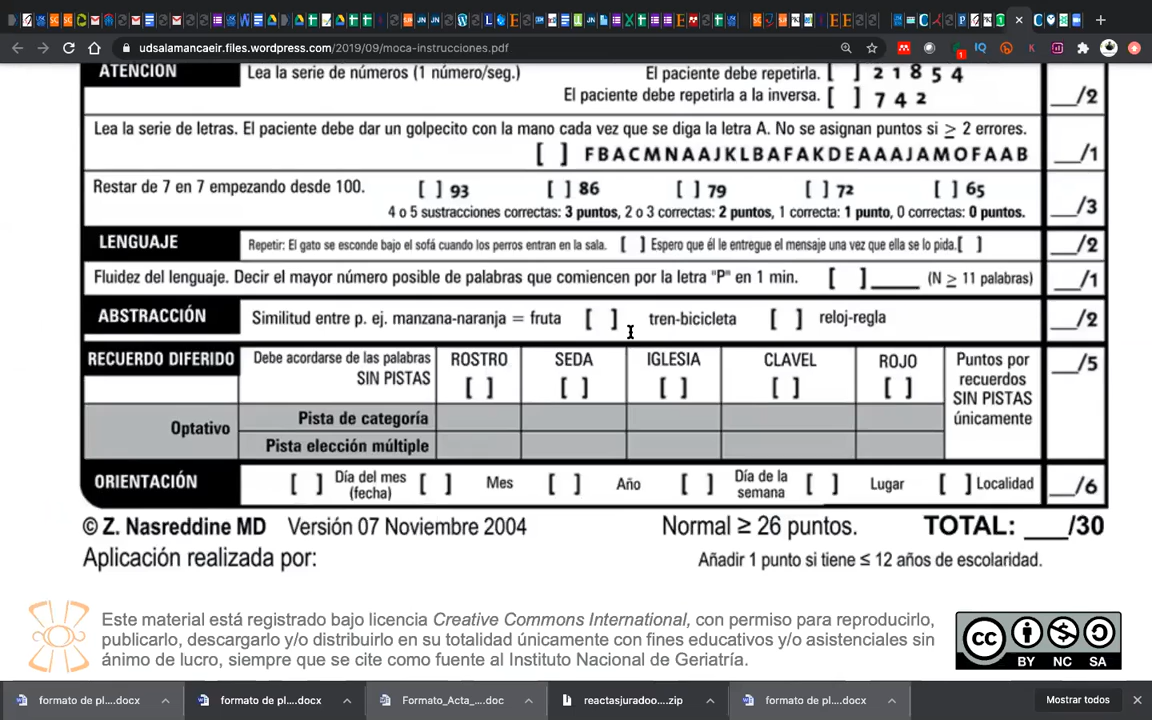 udsalamancaeir.files.wordpress.com/2019/09/moca-instrucciones.pdf
ATENCIÓN Lea la serie de números (1 número/seg.) El paciente debe repetirla. [ ] 2 1 8 5 4
El paciente debe repetirla a la inversa. [ ] 7 4 2 __/2
Lea la serie de letras. El paciente debe dar un golpecito con la mano cada vez que se diga la letra A. No se asignan puntos si ≥ 2 errores.
[ ] F B A C M N A A J K L B A F A K D E A A A J A M O F A A B __/1
Restar de 7 en 7 empezando desde 100. [ ] 93 [ ] 86 [ ] 79 [ ] 72 [ ] 65
4 o 5 sustracciones correctas: 3 puntos, 2 o 3 correctas: 2 puntos, 1 correcta: 1 punto, 0 correctas: 0 puntos. __/3
LENGUAJE Repetir: El gato se esconde bajo el sofá cuando los perros entran en la sala. [ ] Espero que él le entregue el mensaje una vez que ella se lo pida.[ ] __/2
Fluidez del lenguaje. Decir el mayor número posible de palabras que comiencen por la letra "P" en 1 min. [ ]____ (N ≥ 11 palabras) __/1
ABSTRACCIÓN Similitud entre p. ej. manzana-naranja = fruta [ ] tren-bicicleta [ ] reloj-regla __/2
RECUERDO DIFERIDO Debe acordarse de las palabras
SIN PISTAS
ROSTRO [ ]
SEDA [ ]
IGLESIA [ ]
CLAVEL [ ]
ROJO [ ]
Puntos por
recuerdos
SIN PISTAS
únicamente
__/5
Optativo
Pista de categoría
Pista elección múltiple
ORIENTACIÓN [ ] Día del mes (fecha) [ ] Mes [ ] Año [ ] Día de la semana [ ] Lugar [ ] Localidad __/6
© Z. Nasreddine MD Versión 07 Noviembre 2004 Normal ≥ 26 puntos. TOTAL: ___/30
Aplicación realizada por: Añadir 1 punto si tiene ≤ 12 años de escolaridad.
Este material está registrado bajo licencia Creative Commons International, con permiso para reproducirlo,
publicarlo, descargarlo y/o distribuirlo en su totalidad únicamente con fines educativos y/o asistenciales sin
ánimo de lucro, siempre que se cite como fuente al Instituto Nacional de Geriatría.
cc BY NC SA
formato de pl....docx formato de pl....docx Formato_Acta_....doc reactasjuradoo....zip formato de pl....docx Mostrar todos